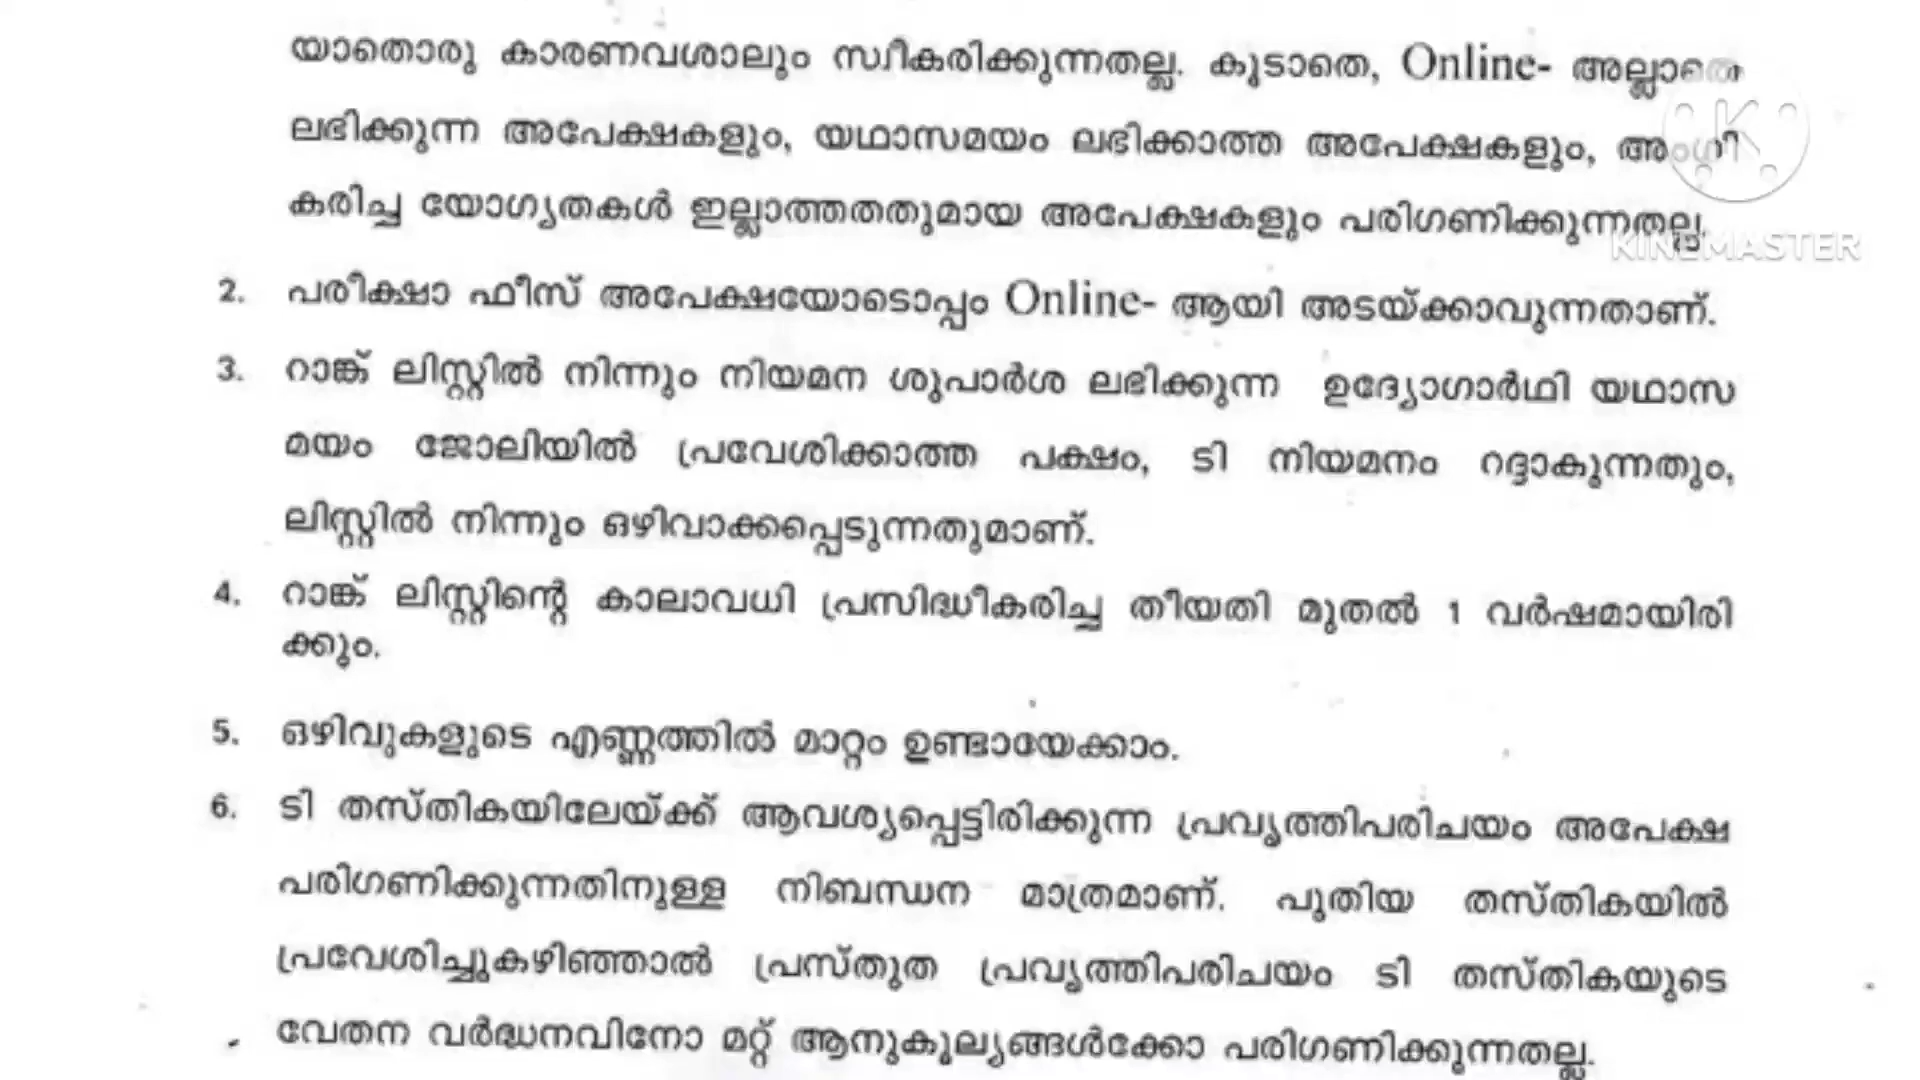 യാതൊരു കാരണവശാലും സ്വീകരിക്കുന്നതല്ല. കൂടാതെ, Online- അല്ലാതെ
ലഭിക്കുന്ന അപേക്ഷകളും, യഥാസമയം ലഭിക്കാത്ത അപേക്ഷകളും, അംഗീ
കരിച്ച യോഗ്യതകൾ ഇല്ലാത്തതതുമായ അപേക്ഷകളും പരിഗണിക്കുന്നതല്ല.
KINEMASTER
2. പരീക്ഷാ ഫീസ് അപേക്ഷയോടൊപ്പം Online- ആയി അടയ്ക്കാവുന്നതാണ്.
3. റാങ്ക് ലിസ്റ്റിൽ നിന്നും നിയമന ശുപാർശ ലഭിക്കുന്ന ഉദ്യോഗാർഥി യഥാസ
മയം ജോലിയിൽ പ്രവേശിക്കാത്ത പക്ഷം, ടി നിയമനം റദ്ദാകുന്നതും,
ലിസ്റ്റിൽ നിന്നും ഒഴിവാക്കപ്പെടുന്നതുമാണ്.
4. റാങ്ക് ലിസ്റ്റിന്റെ കാലാവധി പ്രസിദ്ധീകരിച്ച തീയതി മുതൽ 1 വർഷമായിരി
ക്കും.
5. ഒഴിവുകളുടെ എണ്ണത്തിൽ മാറ്റം ഉണ്ടായേക്കാം.
6. ടി തസ്തികയിലേയ്ക്ക് ആവശ്യപ്പെട്ടിരിക്കുന്ന പ്രവൃത്തിപരിചയം അപേക്ഷ
പരിഗണിക്കുന്നതിനുള്ള നിബന്ധന മാത്രമാണ്. പുതിയ തസ്തികയിൽ
പ്രവേശിച്ചുകഴിഞ്ഞാൽ പ്രസ്തുത പ്രവൃത്തിപരിചയം ടി തസ്തികയുടെ
വേതന വർദ്ധനവിനോ മറ്റ് ആനുകൂല്യങ്ങൾക്കോ പരിഗണിക്കുന്നതല്ല.